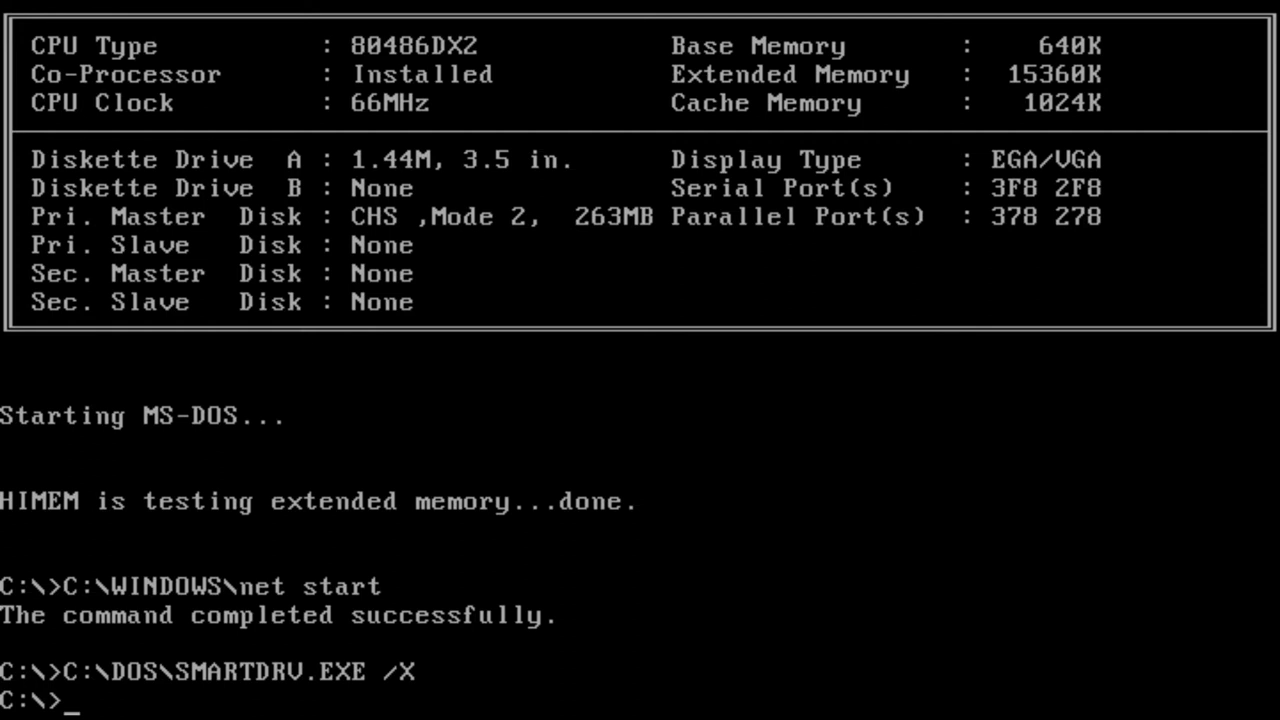 CPU Type : 80486DX2 Base Memory : 640K
Co-Processor : Installed Extended Memory : 15360K
CPU Clock : 66MHz Cache Memory : 1024K
Diskette Drive A : 1.44M, 3.5 in. Display Type : EGA/VGA
Diskette Drive B : None Serial Port(s) : 3F8 2F8
Pri. Master Disk : CHS ,Mode 2, 263MB Parallel Port(s) : 378 278
Pri. Slave Disk : None
Sec. Master Disk : None
Sec. Slave Disk : None
Starting MS-DOS...
HIMEM is testing extended memory...done.
C:\>C:\WINDOWS\net start
The command completed successfully.
C:\>C:\DOS\SMARTDRV.EXE /X
C:\>_